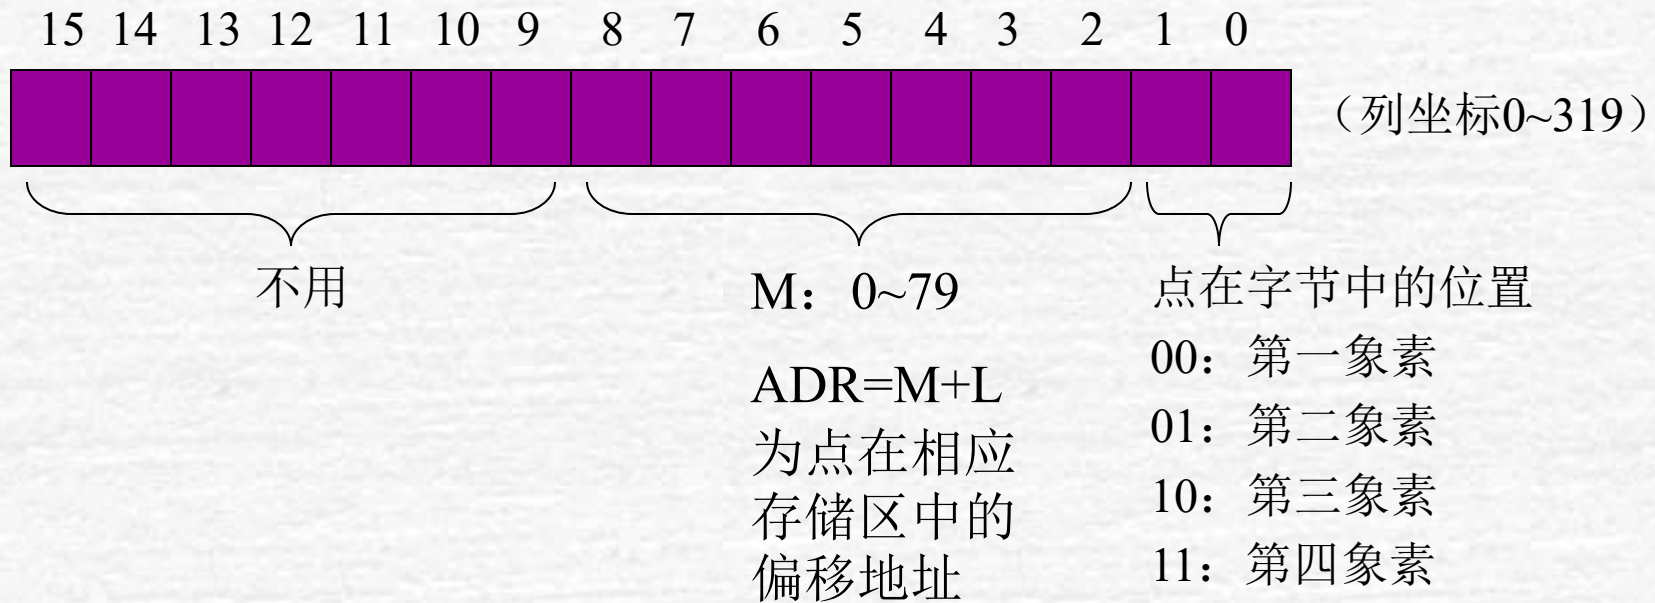 15 14 13 12 11 10 9 8 7 6 5 4 3 2 1 0
（列坐标0~319）
不用
M：0~79
ADR=M+L
为点在相应
存储区中的
偏移地址
点在字节中的位置
00：第一象素
01：第二象素
10：第三象素
11：第四象素